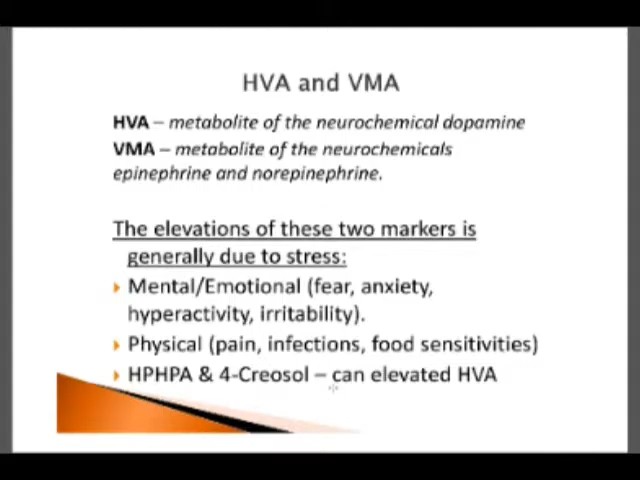 HVA and VMA
HVA – metabolite of the neurochemical dopamine
VMA – metabolite of the neurochemicals
epinephrine and norepinephrine.
The elevations of these two markers is
generally due to stress:
Mental/Emotional (fear, anxiety,
hyperactivity, irritability).
Physical (pain, infections, food sensitivities)
HPHPA & 4-Creosol – can elevated HVA